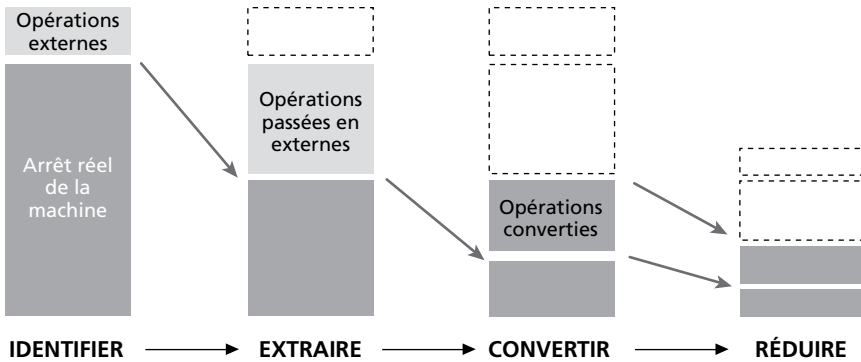 Opérations
externes
Arrêt réel
de la
machine
Opérations
passées en
externes
Opérations
converties
IDENTIFIER
EXTRAIRE
CONVERTIR
RÉDUIRE